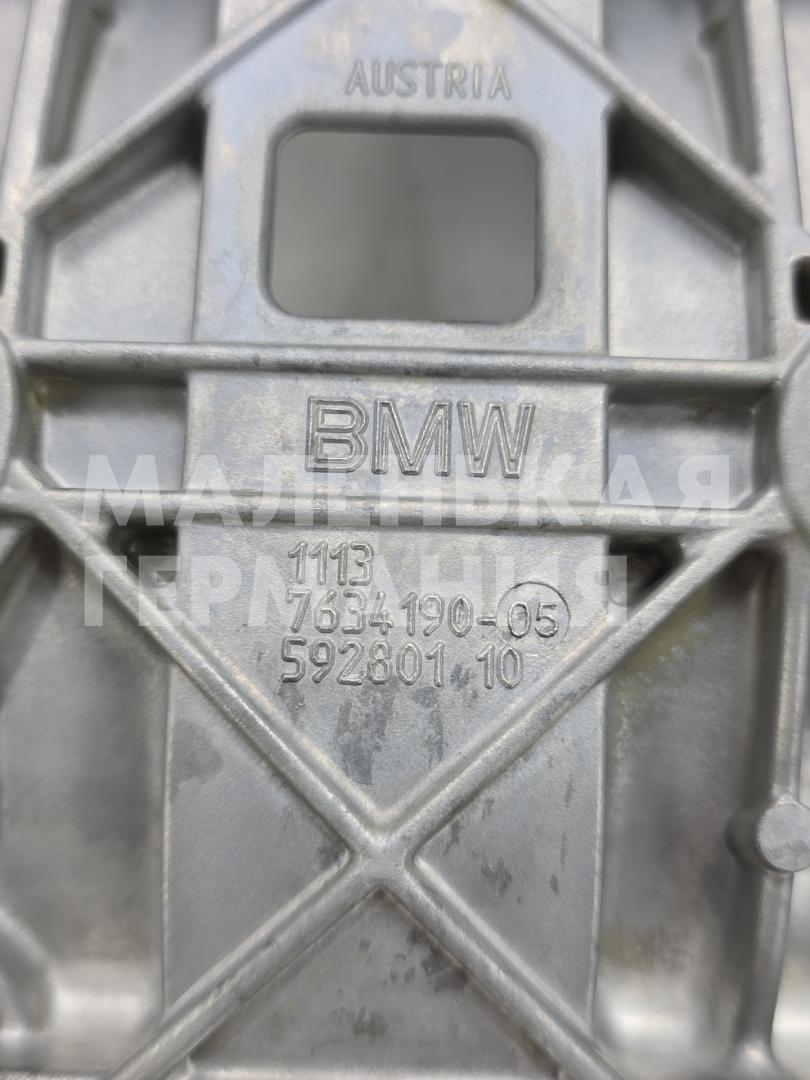 AUSTRIA
BMW
МАЛЕНЬКАЯ
1113
ГЕРМАНИЯ
7634190-05
592801 10